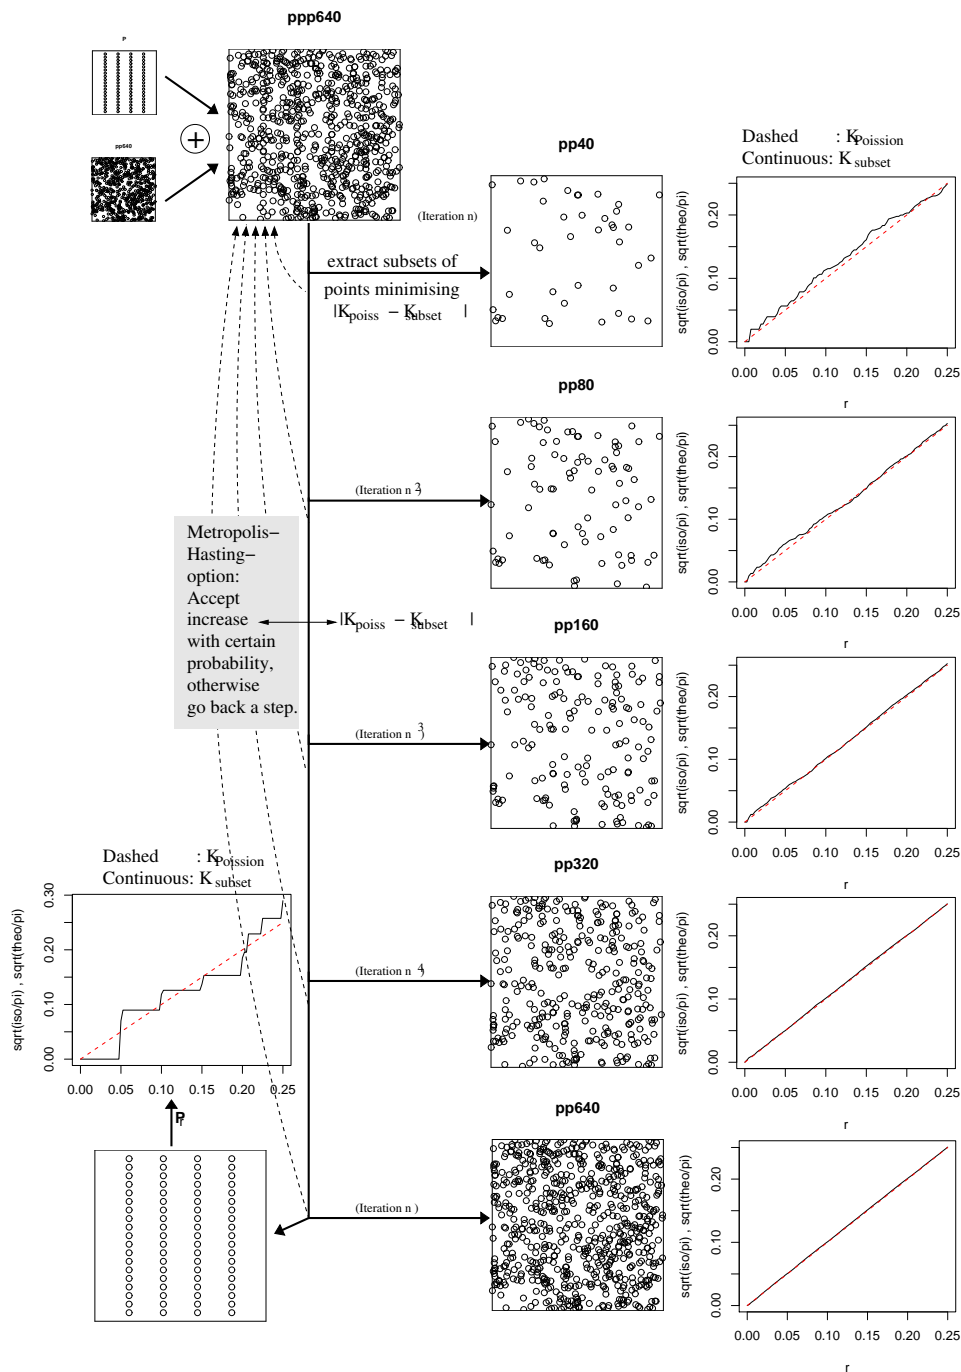 ppp640
P
pp640
+
(Iteration n)
extract subsets of
points minimising
|Kpoiss − Ksubset |
pp40
Dashed : KPoission
Continuous: Ksubset
sqrt(iso/pi) , sqrt(theo/pi)
0.00 0.10 0.20
0.00 0.05 0.10 0.15 0.20 0.25
r
pp80
(Iteration n2)
sqrt(iso/pi) , sqrt(theo/pi)
0.00 0.10 0.20
0.00 0.05 0.10 0.15 0.20 0.25
r
Metropolis−
Hasting−
option:
Accept
increase
with certain
probability,
otherwise
go back a step.
|Kpoiss − Ksubset |
pp160
(Iteration n3)
sqrt(iso/pi) , sqrt(theo/pi)
0.00 0.10 0.20
0.00 0.05 0.10 0.15 0.20 0.25
r
pp320
(Iteration n4)
sqrt(iso/pi) , sqrt(theo/pi)
0.00 0.10 0.20
0.00 0.05 0.10 0.15 0.20 0.25
r
Dashed : KPoission
Continuous: Ksubset
sqrt(iso/pi) , sqrt(theo/pi)
0.00 0.10 0.20 0.30
0.00 0.05 0.10 0.15 0.20 0.25
pp640
(Iteration n )
sqrt(iso/pi) , sqrt(theo/pi)
0.00 0.10 0.20
0.00 0.05 0.10 0.15 0.20 0.25
r